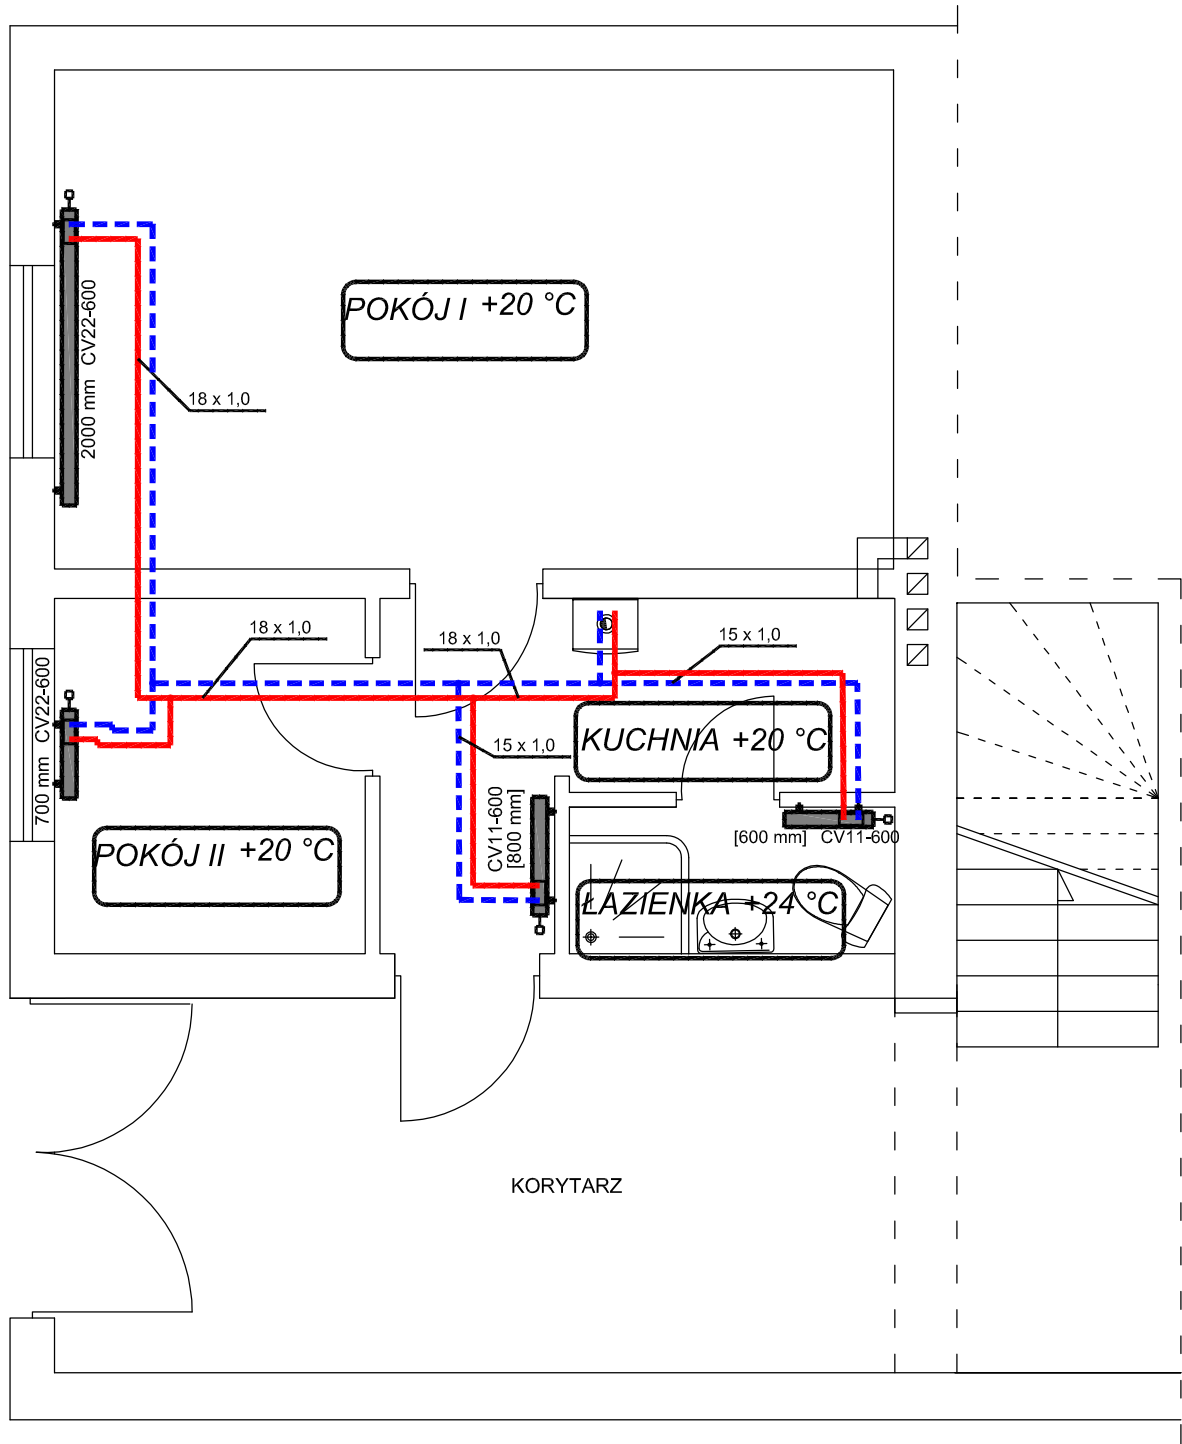 POKÓJ I +20 °C
2000 mm CV22-600
18 x 1,0
18 x 1,0
18 x 1,0
15 x 1,0
700 mm CV22-600
KUCHNIA +20 °C
15 x 1,0
CV11-600
[800 mm]
[600 mm] CV11-600
POKÓJ II +20 °C
ŁAZIENKA +24 °C
KORYTARZ